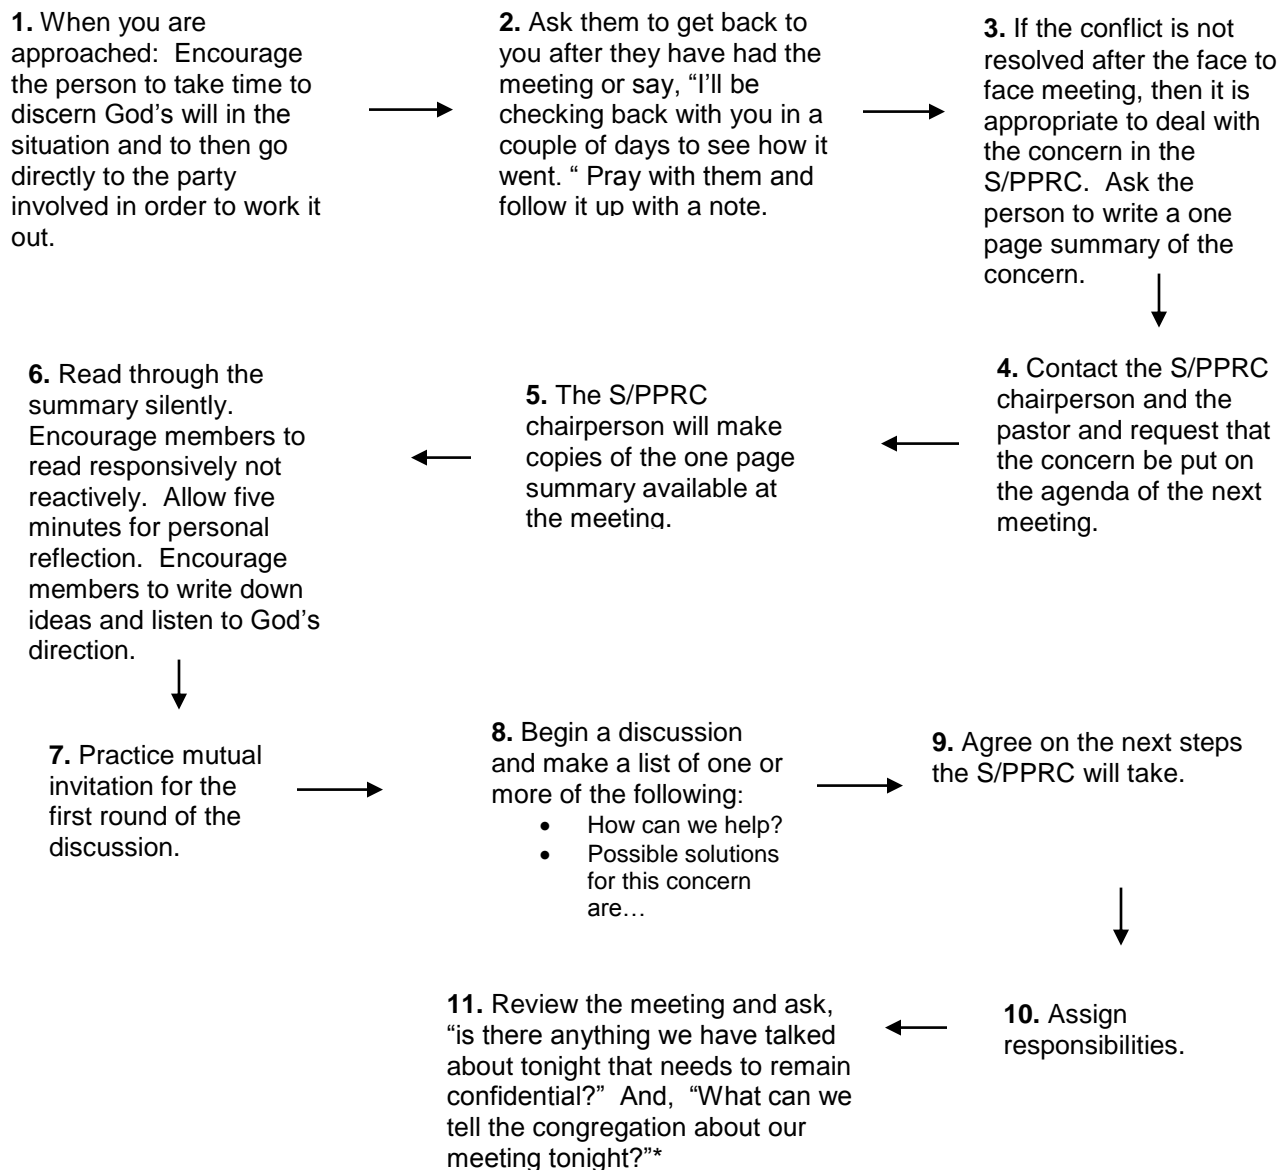 1. When you are
approached:  Encourage
the person to take time to
discern God's will in the
situation and to then go
directly to the party
involved in order to work it
out.
2. Ask them to get back to
you after they have had the
meeting or say, “I'll be
checking back with you in a
couple of days to see how it
went. “ Pray with them and
follow it up with a note.
3. If the conflict is not
resolved after the face to
face meeting, then it is
appropriate to deal with
the concern in the
S/PPRC.  Ask the
person to write a one
page summary of the
concern.
4. Contact the S/PPRC
chairperson and the
pastor and request that
the concern be put on
the agenda of the next
meeting.
5. The S/PPRC
chairperson will make
copies of the one page
summary available at
the meeting.
6. Read through the
summary silently.
Encourage members to
read responsively not
reactively.  Allow five
minutes for personal
reflection.  Encourage
members to write down
ideas and listen to God's
direction.
7. Practice mutual
invitation for the
first round of the
discussion.
8. Begin a discussion
and make a list of one or
more of the following:
• How can we help?
• Possible solutions
for this concern
are…
9. Agree on the next steps
the S/PPRC will take.
10. Assign
responsibilities.
11. Review the meeting and ask,
“is there anything we have talked
about tonight that needs to remain
confidential?”  And,  “What can we
tell the congregation about our
meeting tonight?”*